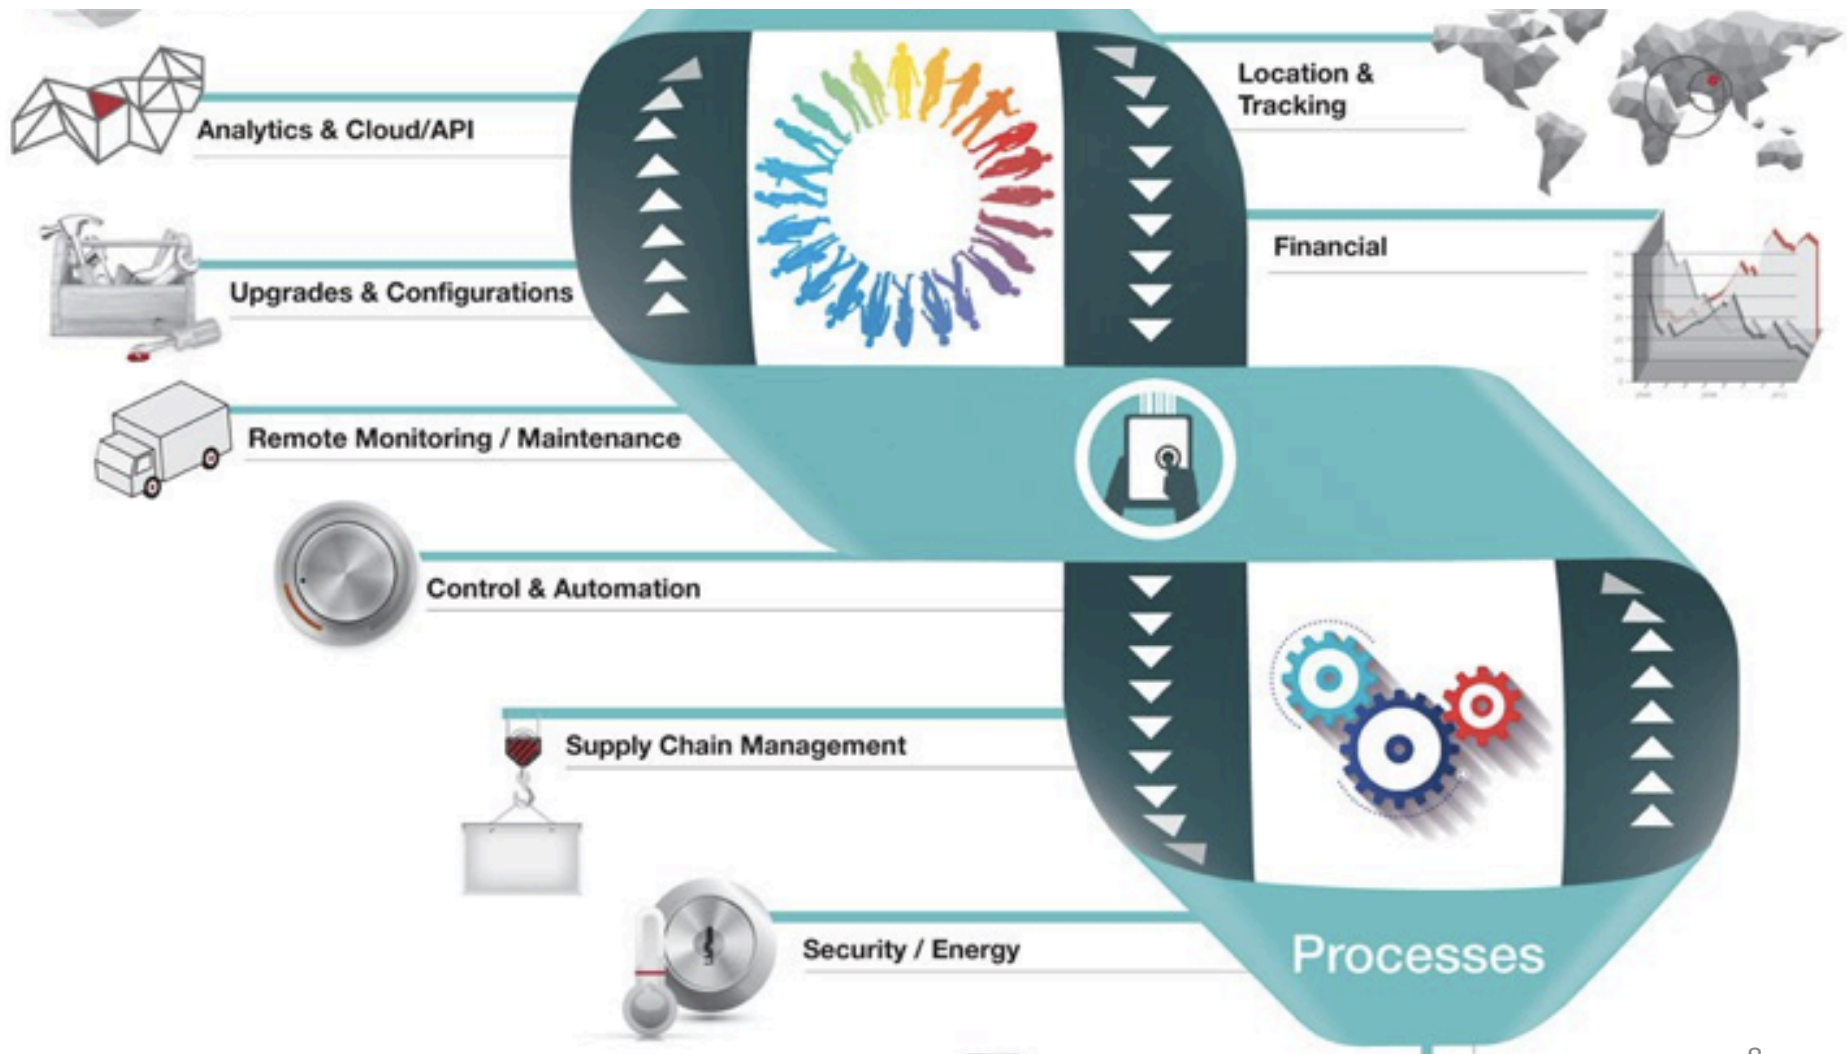 Location &
Tracking
Analytics & Cloud/API
Financial
Upgrades & Configurations
Remote Monitoring / Maintenance
Control & Automation
Supply Chain Management
Security / Energy
Processes